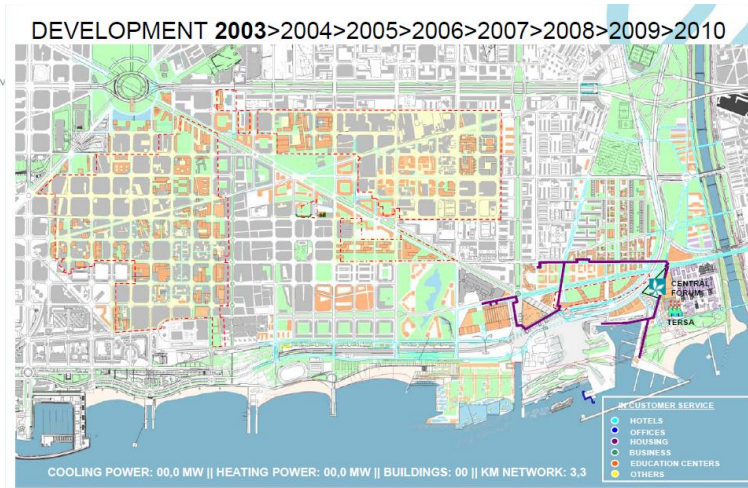 DEVELOPMENT 2003>2004>2005>2006>2007>2008>2009>2010
CENTRAL
FORUM
TERSA
IN CUSTOMER SERVICE
HOTELS
OFFICES
HOUSING
BUSINESS
EDUCATION CENTERS
OTHERS
COOLING POWER: 00,0 MW || HEATING POWER: 00,0 MW || BUILDINGS: 00 || KM NETWORK: 3,3